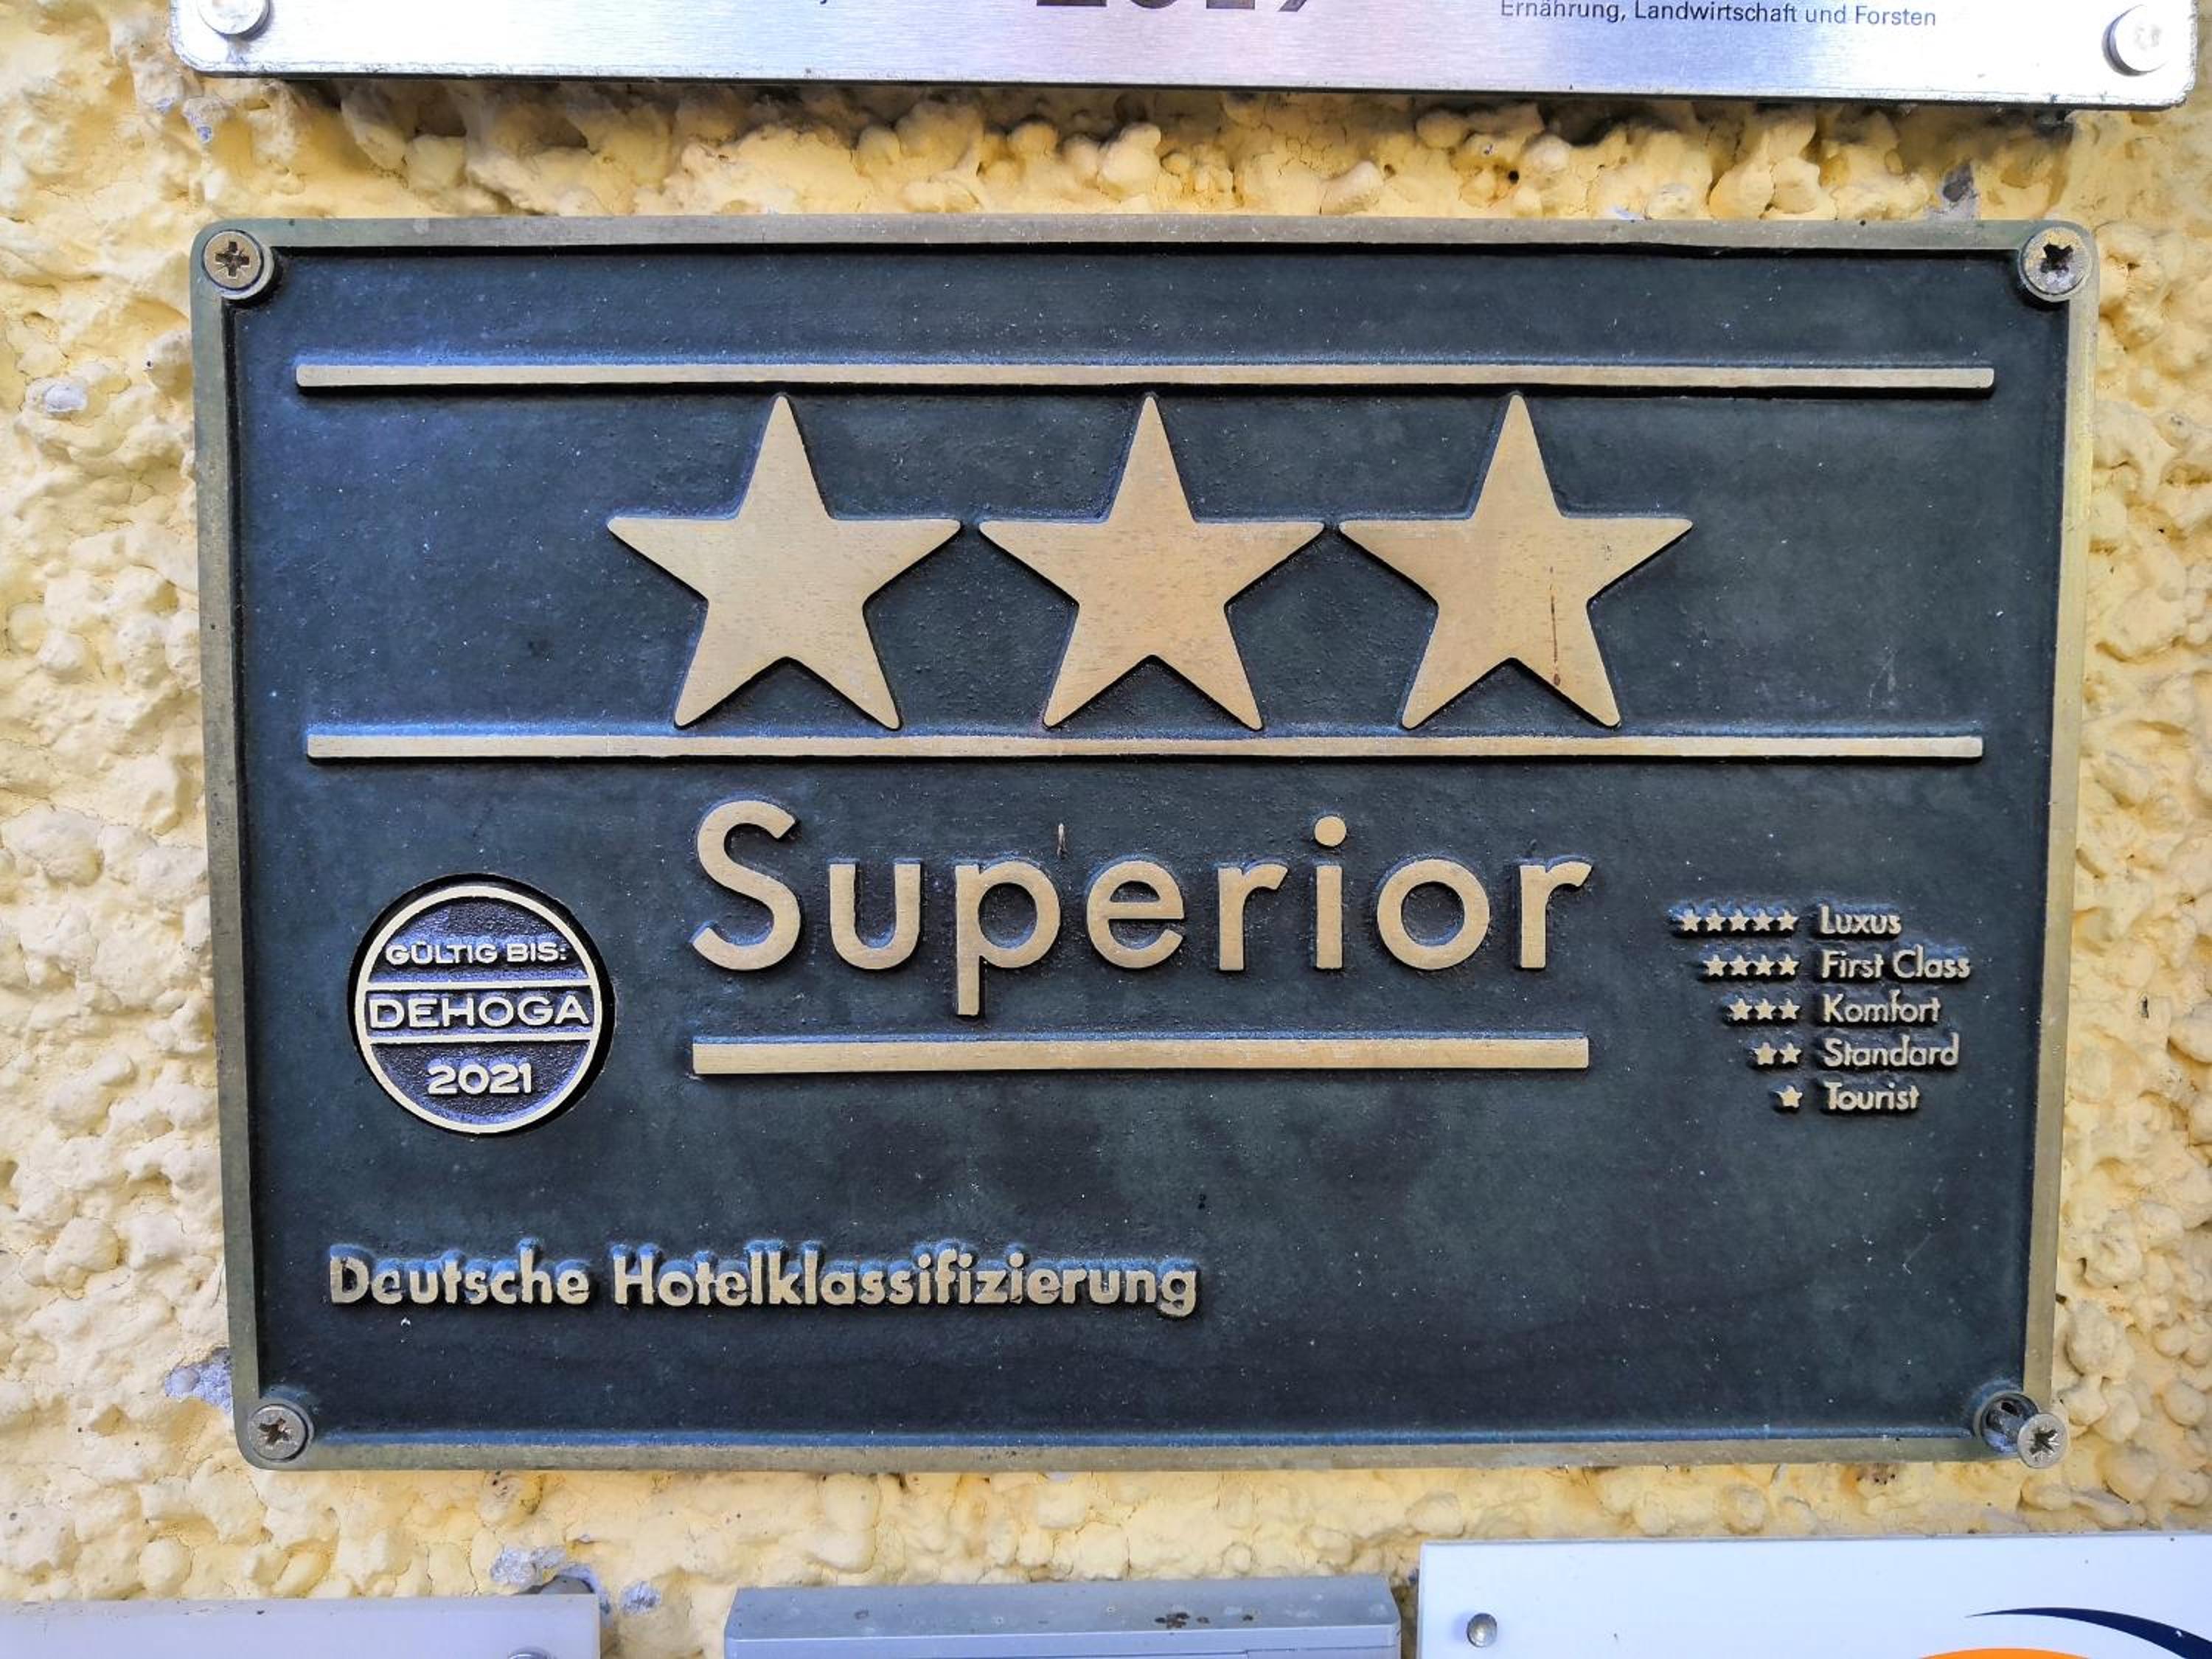 Ernährung, Landwirtschaft und Forsten
Superior
GÜLTIG BIS:
DEHOGA
2021
Luxus
First Class
Komfort
Standard
Tourist
Deutsche Hotelklassifizierung